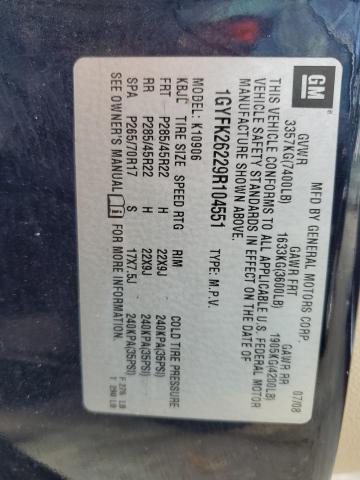 GM
MFD BY GENERAL MOTORS CORP. 07/08
GVWR GAWR FRT GAWR RR
3357KG(7400LB) 1633KG(3600LB) 1905KG(4200LB)
THIS VEHICLE CONFORMS TO ALL APPLICABLE U.S. FEDERAL MOTOR
VEHICLE SAFETY STANDARDS IN EFFECT ON THE DATE OF
MANUFACTURE SHOWN ABOVE.
1GYFK26229R104551 TYPE: M.P.V.
MODEL: K10906
KBJC TIRE SIZE SPEED RTG RIM COLD TIRE PRESSURE
FRT P285/45R22 H 22X9J 240KPA(35PSI)
RR P285/45R22 H 22X9J 240KPA(35PSI)
SPA P265/70R17 S 17X7.5J 240KPA(35PSI)
SEE OWNER'S MANUAL i FOR MORE INFORMATION.